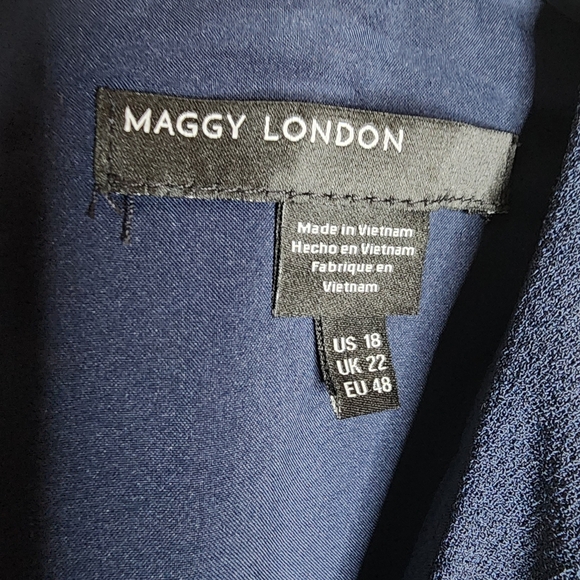 MAGGY LONDON
Made in Vietnam
Hecho en Vietnam
Fabrique en
Vietnam
US 18
UK 22
EU 48